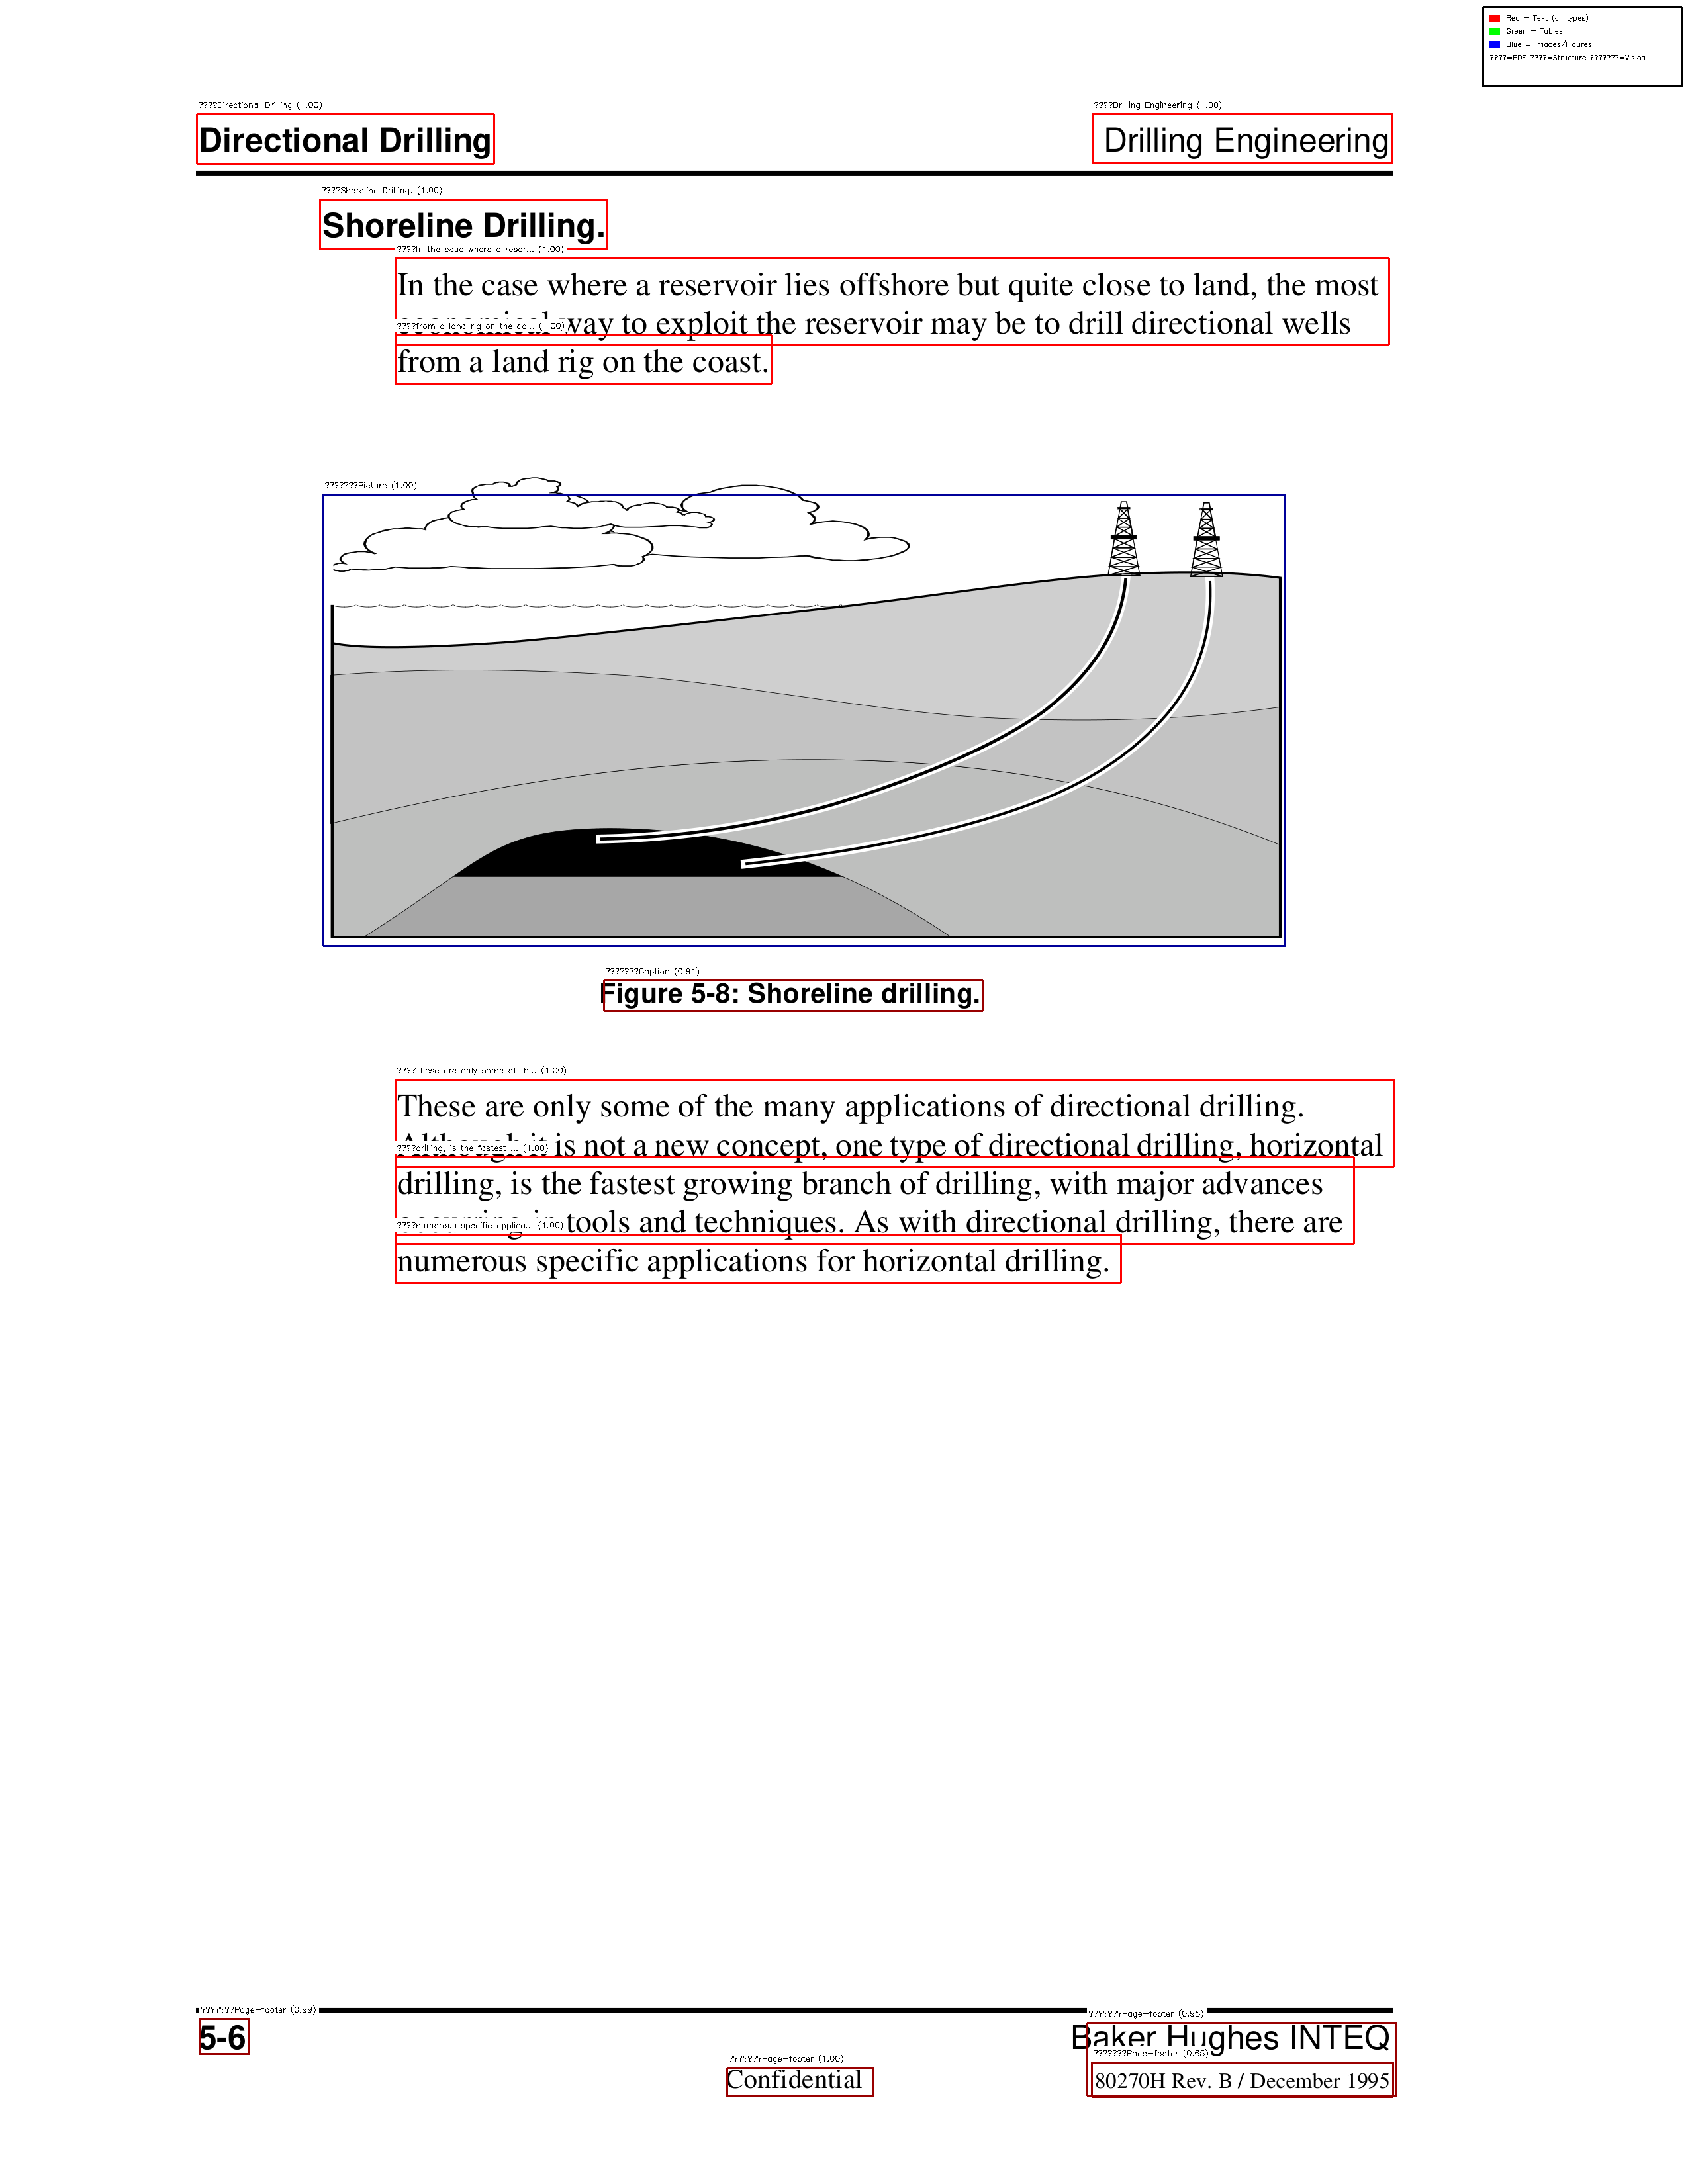 Red = Text (all types)
Green = Tables
Blue = Images/Figures
????=PDF ????=Structure ???????=Vision
????Directional Drilling (1.00)
????Drilling Engineering (1.00)
Directional Drilling
Drilling Engineering
????Shoreline Drilling. (1.00)
Shoreline Drilling.
????In the case where a reser... (1.00)
In the case where a reservoir lies offshore but quite close to land, the most
way to exploit the reservoir may be to drill directional wells
????from a land rig on the co... (1.00)
from a land rig on the coast.
???????Picture (1.00)
???????Caption (0.91)
Figure 5-8: Shoreline drilling.
????These are only some of th... (1.00)
These are only some of the many applications of directional drilling.
Although it is not a new concept, one type of directional drilling, horizontal
????drilling, is the fastest ... (1.00)
drilling, is the fastest growing branch of drilling, with major advances
tools and techniques. As with directional drilling, there are
????numerous specific applica... (1.00)
numerous specific applications for horizontal drilling.
???????Page-footer (0.99)
???????Page-footer (0.95)
5-6
Baker Hughes INTEQ
???????Page-footer (0.65)
???????Page-footer (1.00)
Confidential
80270H Rev. B / December 1995